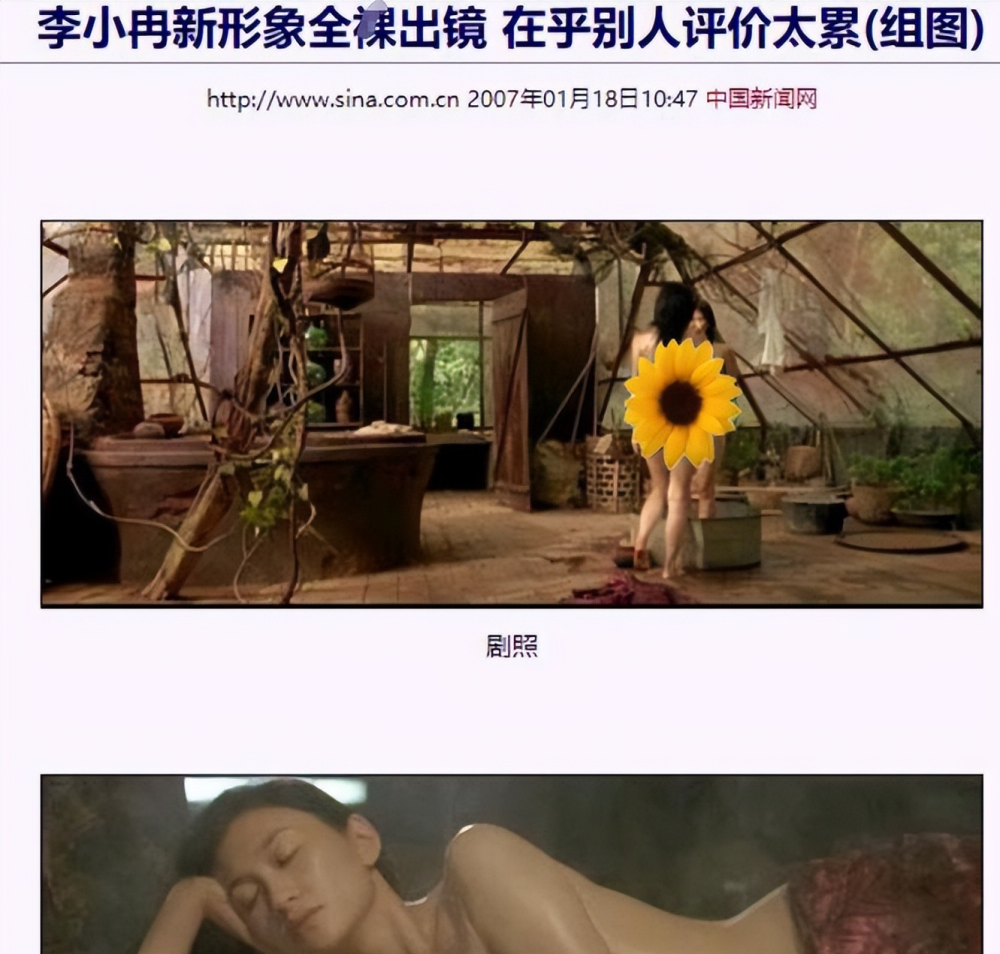 李小冉新形象全裸出镜 在乎别人评价太累(组图)
http://www.sina.com.cn 2007年01月18日10:47 中国新闻网
剧照